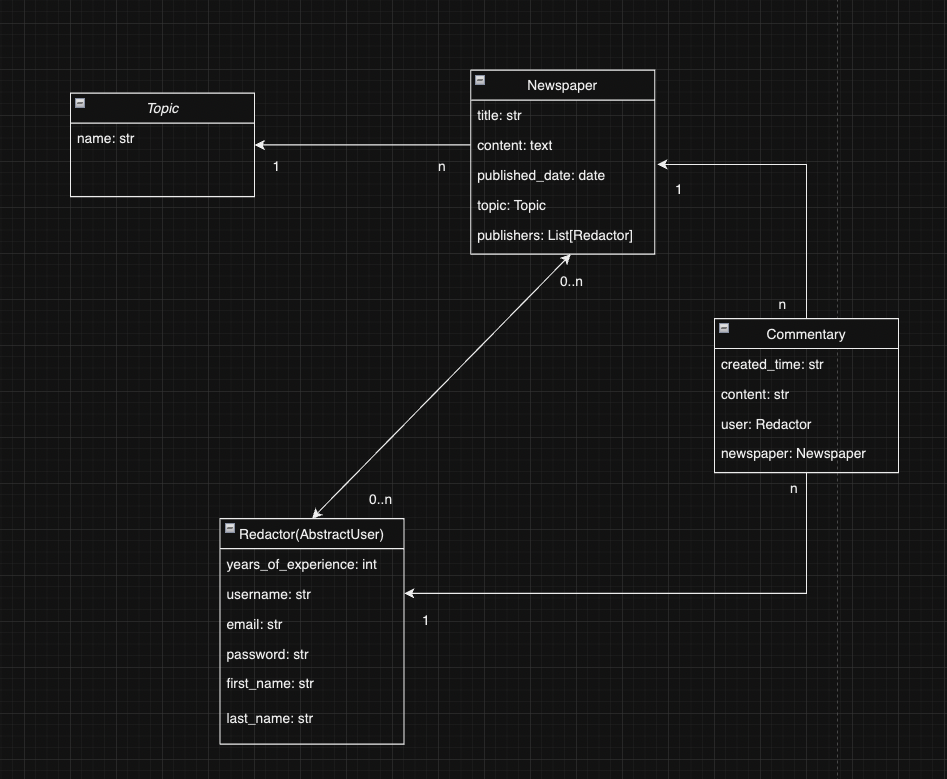 Topic
name: str
1
n
Newspaper
title: str
content: text
published_date: date
topic: Topic
publishers: List[Redactor]
1
0..n
n
Commentary
created_time: str
content: str
user: Redactor
newspaper: Newspaper
n
0..n
Redactor(AbstractUser)
years_of_experience: int
username: str
email: str
password: str
first_name: str
last_name: str
1